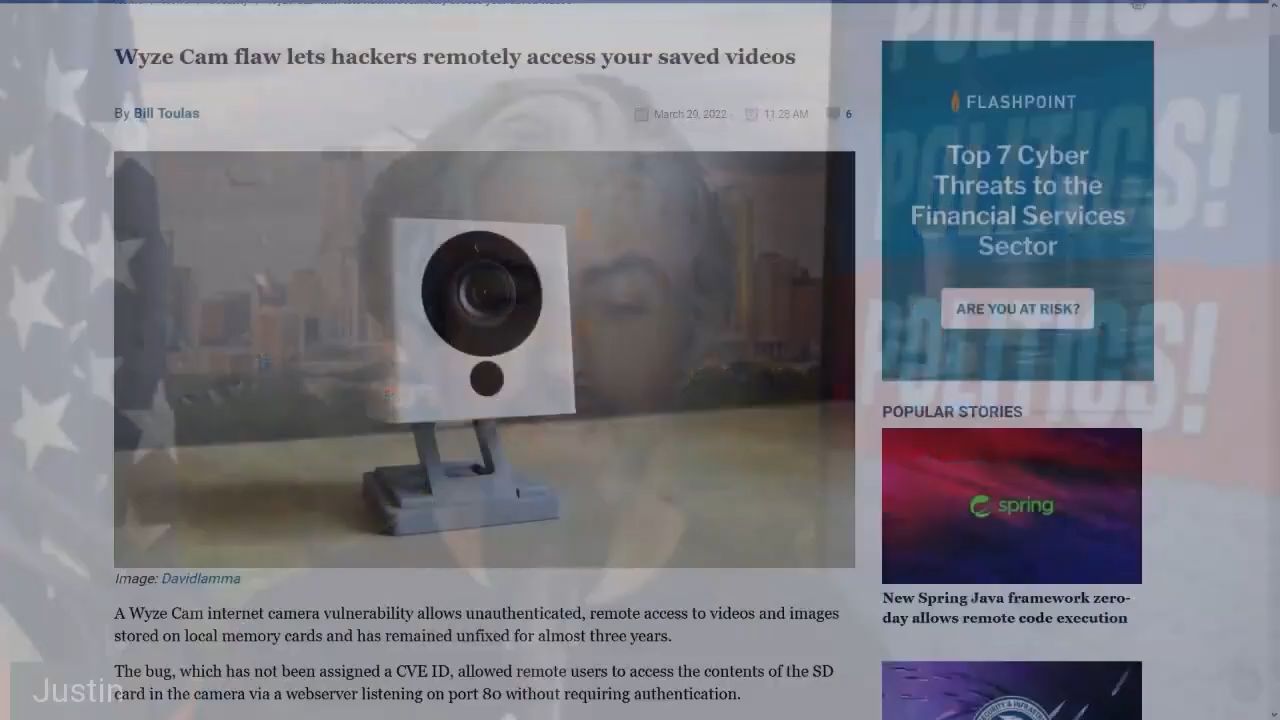 Wyze Cam flaw lets hackers remotely access your saved videos
By Bill Toulas
March 29, 2022
11:28 AM
6
Image: Davidlamma
A Wyze Cam internet camera vulnerability allows unauthenticated, remote access to videos and images
stored on local memory cards and has remained unfixed for almost three years.
The bug, which has not been assigned a CVE ID, allowed remote users to access the contents of the SD
card in the camera via a webserver listening on port 80 without requiring authentication.
FLASHPOINT
Top 7 Cyber
Threats to the
Financial Services
Sector
ARE YOU AT RISK?
POPULAR STORIES
spring
New Spring Java framework zero-
day allows remote code execution
POLITICS!
POLITICS!
POLITICS!
Justin